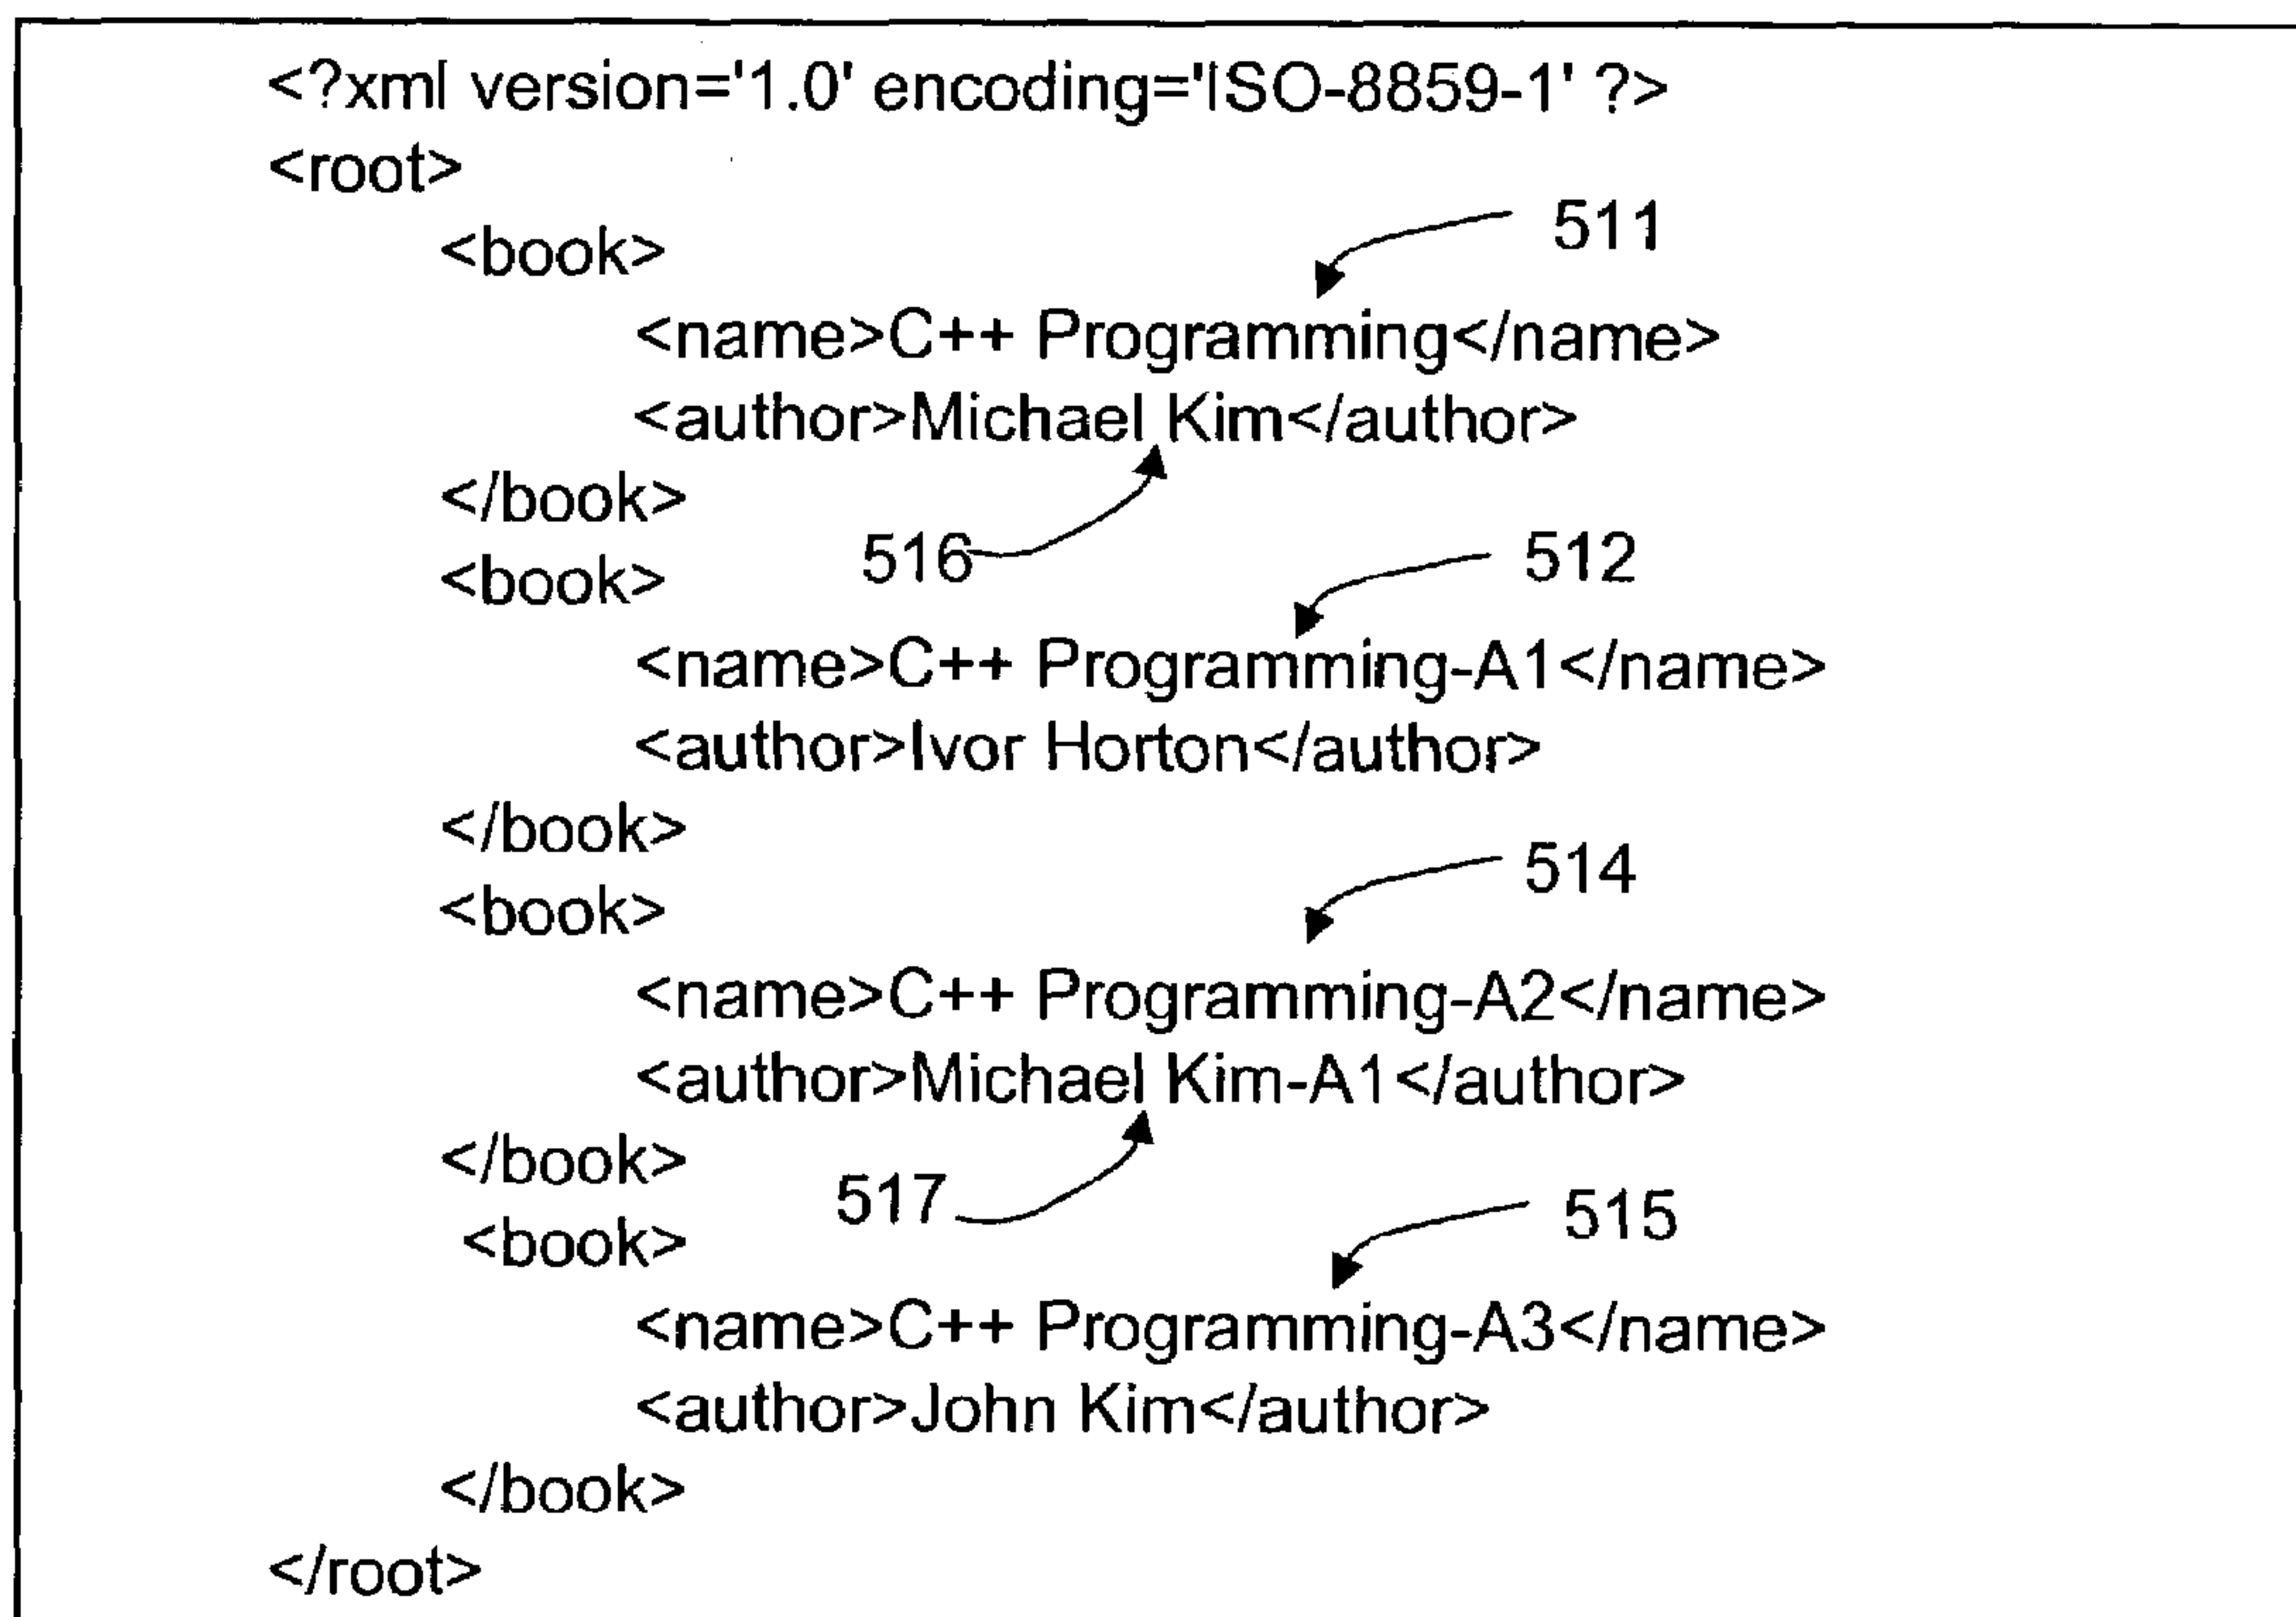 <?xml version='1.0' encoding='ISO-8859-1' ?>
<root>
<book>
511
<name>C++ Programming</name>
<author>Michael Kim</author>
</book>
516
<book>
512
<name>C++ Programming-A1</name>
<author>Ivor Horton</author>
</book>
514
<book>
<name>C++ Programming-A2</name>
<author>Michael Kim-A1</author>
</book>
517
515
<book>
<name>C++ Programming-A3</name>
<author>John Kim</author>
</book>
</root>